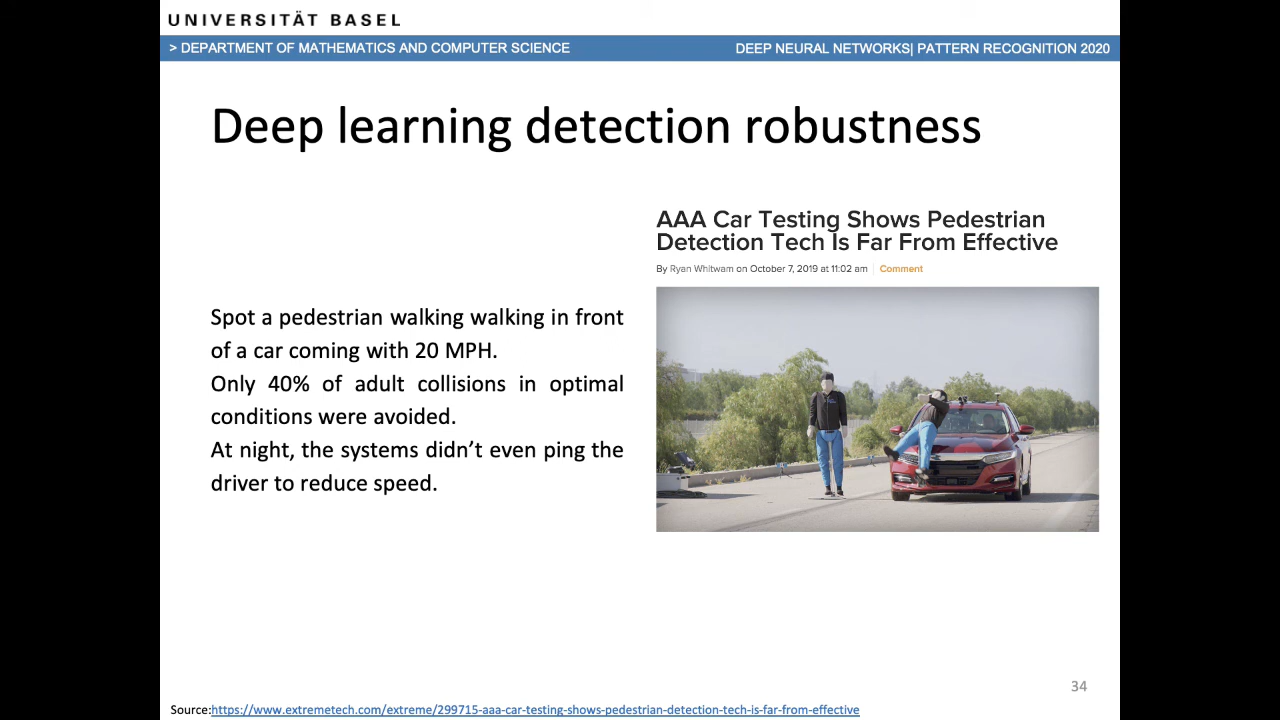 UNIVERSITÄT BASEL
> DEPARTMENT OF MATHEMATICS AND COMPUTER SCIENCE
DEEP NEURAL NETWORKS| PATTERN RECOGNITION 2020
Deep learning detection robustness
AAA Car Testing Shows Pedestrian
Detection Tech Is Far From Effective
By Ryan Whitwam on October 7, 2019 at 11:02 am Comment
Spot a pedestrian walking walking in front
of a car coming with 20 MPH.
Only 40% of adult collisions in optimal
conditions were avoided.
At night, the systems didn’t even ping the
driver to reduce speed.
34
Source:https://www.extremetech.com/extreme/299715-aaa-car-testing-shows-pedestrian-detection-tech-is-far-from-effective